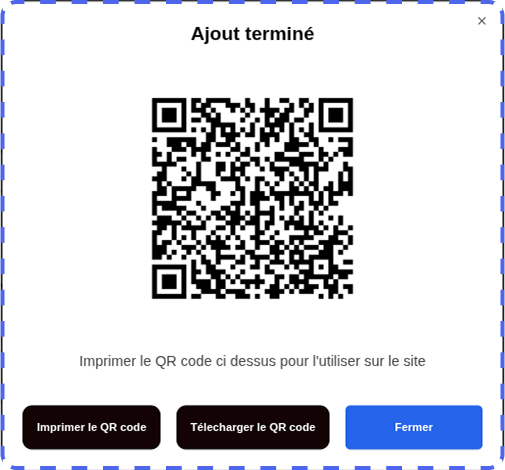 ×
Ajout terminé
Imprimer le QR code ci dessus pour l'utiliser sur le site
Imprimer le QR code
Télecharger le QR code
Fermer